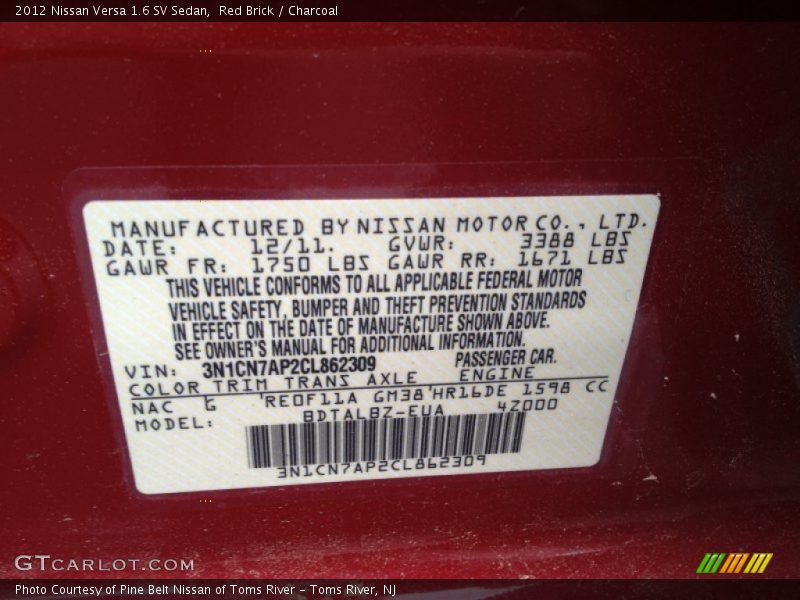 2012 Nissan Versa 1.6 SV Sedan,  Red Brick / Charcoal
MANUFACTURED BY NISSAN MOTOR CO., LTD.
DATE: 12/11. GVWR: 3388 LBS
GAWR FR: 1750 LBS GAWR RR: 1671 LBS
THIS VEHICLE CONFORMS TO ALL APPLICABLE FEDERAL MOTOR
VEHICLE SAFETY, BUMPER AND THEFT PREVENTION STANDARDS
IN EFFECT ON THE DATE OF MANUFACTURE SHOWN ABOVE.
SEE OWNER'S MANUAL FOR ADDITIONAL INFORMATION.
VIN: 3N1CN7AP2CL862309 PASSENGER CAR.
COLOR TRIM TRANS AXLE ENGINE
NAC G 'RE0F11A GM38'HR16DE 1598 CC
MODEL: BDTALBZ-EUA 4Z000
3N1CN7AP2CL862309
GTCARLOT.COM
Photo Courtesy of Pine Belt Nissan of Toms River – Toms River, NJ